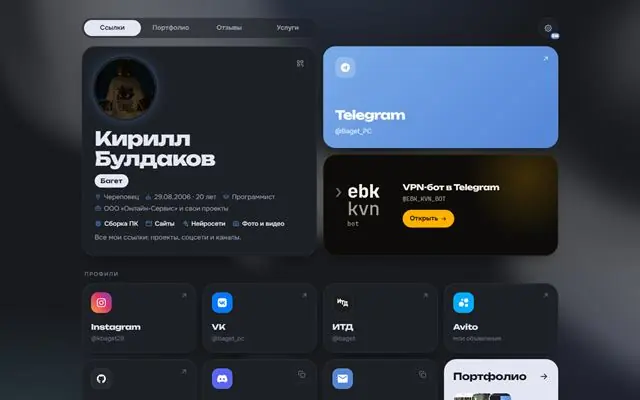 Ссылки
Портфолио
Отзывы
Услуги
Кирилл
Булдаков
Багет
Череповец · 29.08.2006 · 20 лет
Программист
ООО «Онлайн-Сервис» и свои проекты
Сборка ПК
Сайты
Нейросети
Фото и видео
Все мои ссылки: проекты, соцсети и каналы.
Telegram
@Baget_PC
ebk
kvn
bot
VPN-бот в Telegram
@EBK_KVN_BOT
Открыть →
ПРОФИЛИ
Instagram
@kbaget28
VK
@baget_pc
ИТД
ИТД
@baget
Avito
мои объявления
Портфолио →